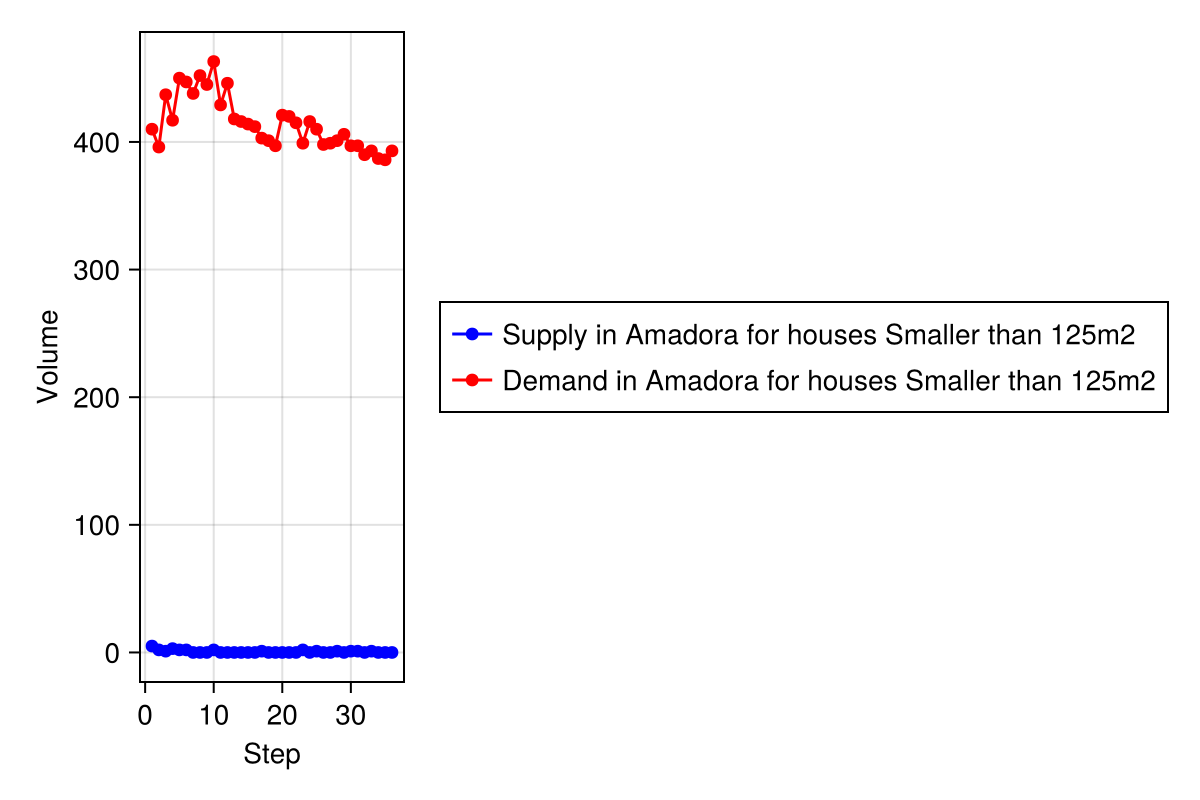 400
300
200
100
0
Volume
0 10 20 30
Step
Supply in Amadora for houses Smaller than 125m2
Demand in Amadora for houses Smaller than 125m2